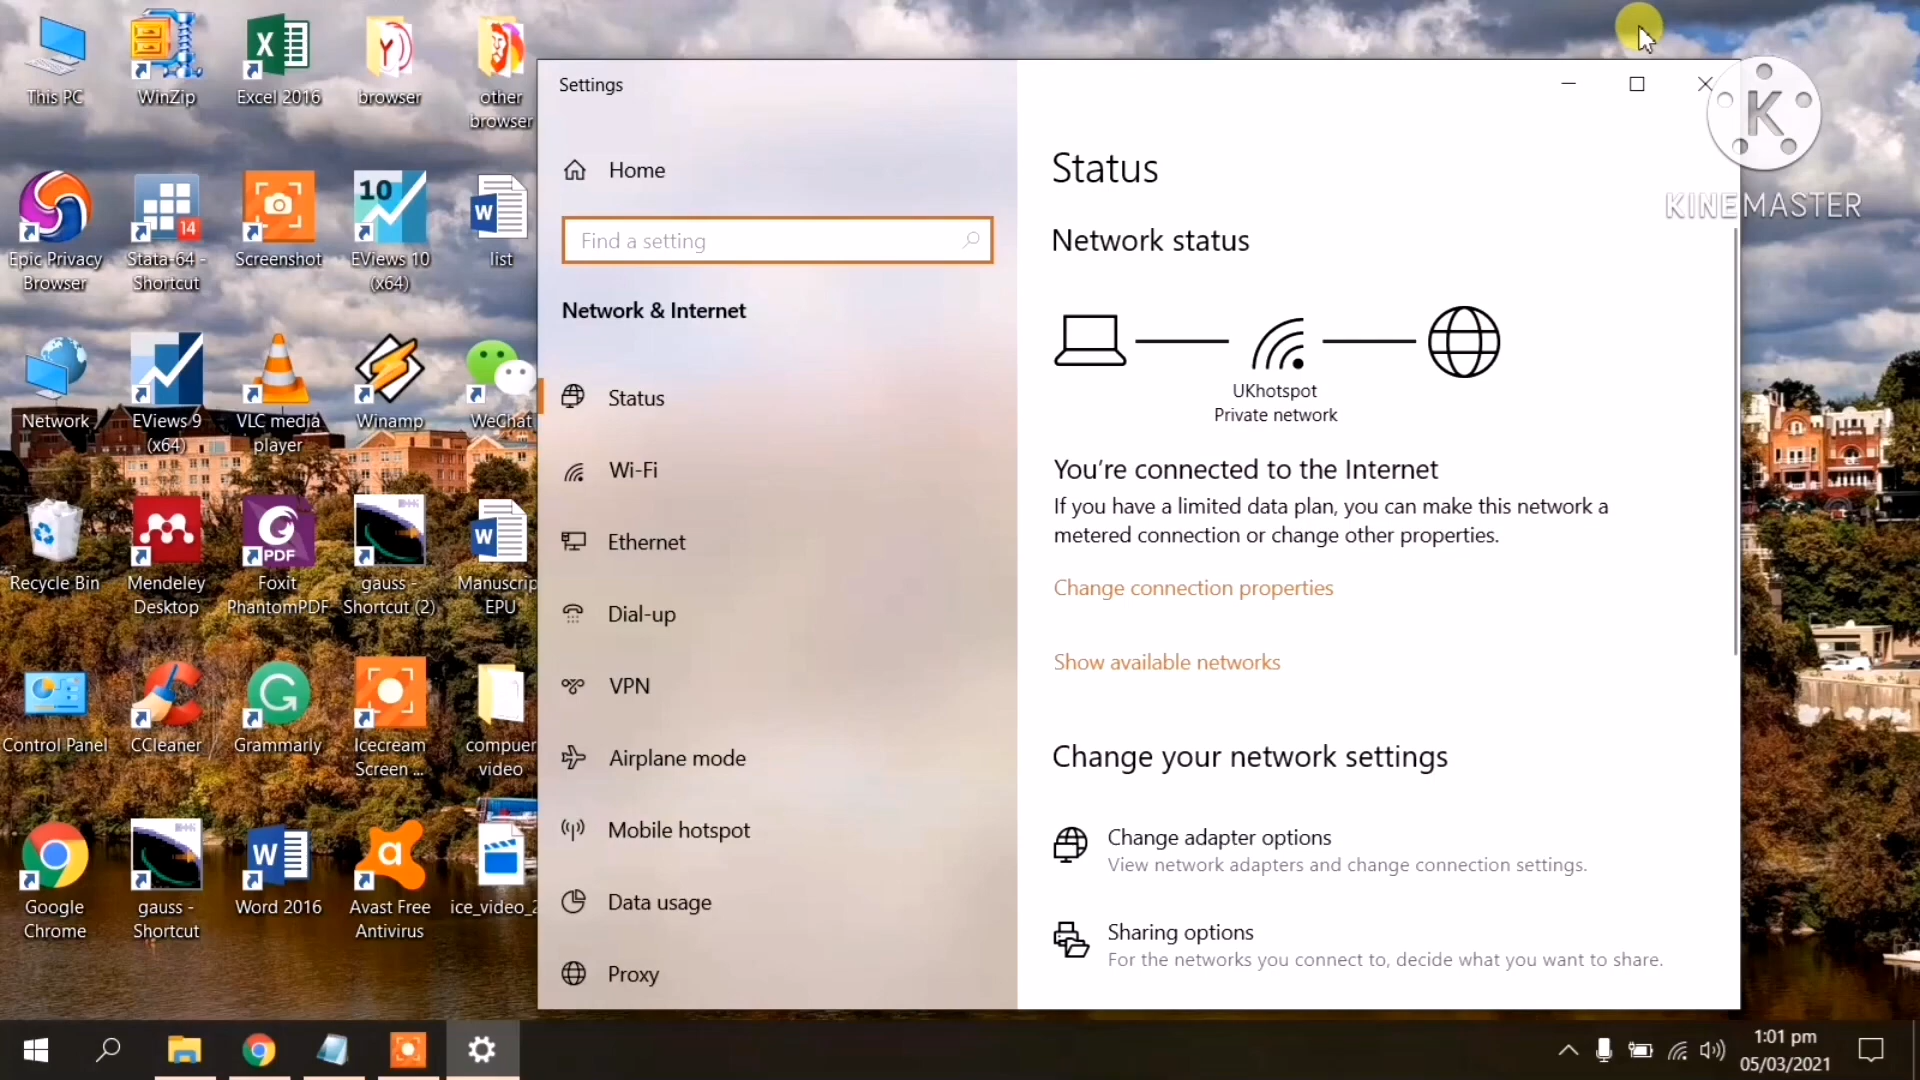 This PC
WinZip
Excel 2016
browser
other
browser
Epic Privacy
Browser
14
Stata-64 -
Shortcut
Screenshot
10
EViews 10
(x64)
list
Network
EViews 9
(x64)
VLC media
player
Winamp
WeChat
Recycle Bin
Mendeley
Desktop
PDF
Foxit
PhantomPDF
gauss -
Shortcut (2)
Manuscrip
EPU
Control Panel
CCleaner
Grammarly
Icecream
Screen ...
compuer
video
Google
Chrome
gauss -
Shortcut
Word 2016
Avast Free
Antivirus
ice_video_2
Settings
Home
Find a setting
Network & Internet
Status
Wi-Fi
Ethernet
Dial-up
VPN
Airplane mode
Mobile hotspot
Data usage
Proxy
Status
Network status
UKhotspot
Private network
You're connected to the Internet
If you have a limited data plan, you can make this network a
metered connection or change other properties.
Change connection properties
Show available networks
Change your network settings
Change adapter options
View network adapters and change connection settings.
Sharing options
For the networks you connect to, decide what you want to share.
K
KINEMASTER
1:01 pm
05/03/2021